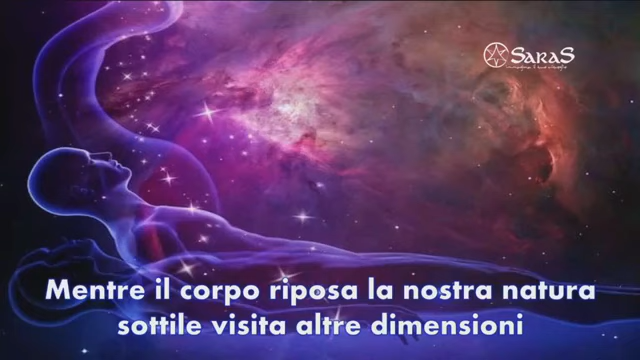 SARAS
Mentre il corpo riposa la nostra natura
sottile visita altre dimensioni